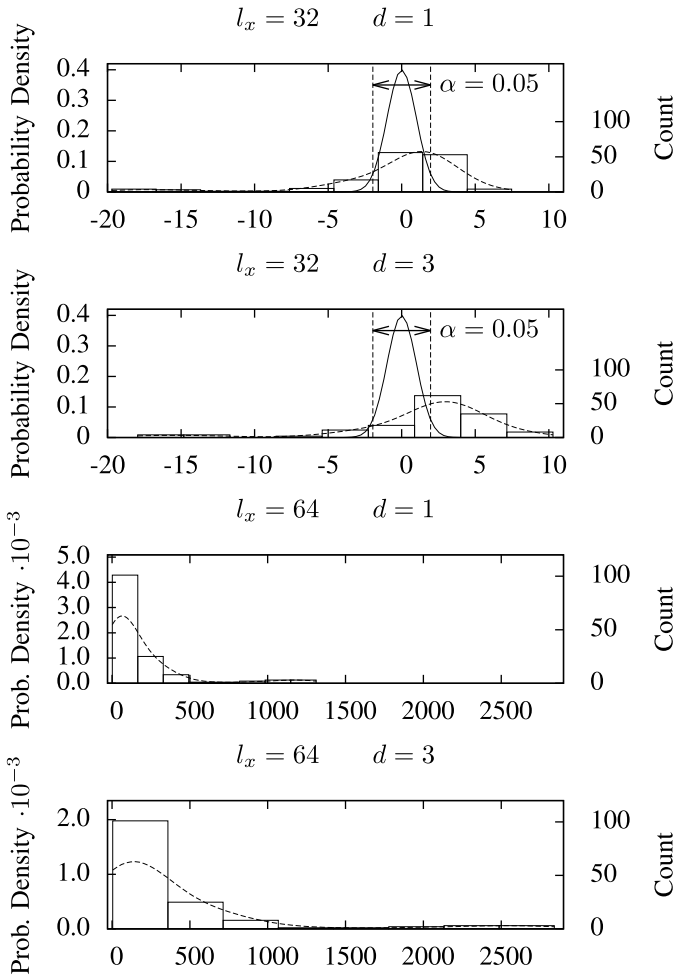 l_x = 32 d = 1
Probability Density
0.4
0.3
0.2
0.1
0
α = 0.05
100
50
0
Count
-20 -15 -10 -5 0 5 10
l_x = 32 d = 3
Probability Density
0.4
0.3
0.2
0.1
0
α = 0.05
100
50
0
Count
-20 -15 -10 -5 0 5 10
l_x = 64 d = 1
Prob. Density ·10⁻³
5.0
4.0
3.0
2.0
1.0
0.0
100
50
0
Count
0 500 1000 1500 2000 2500
l_x = 64 d = 3
Prob. Density ·10⁻³
2.0
1.0
0.0
100
50
0
Count
0 500 1000 1500 2000 2500